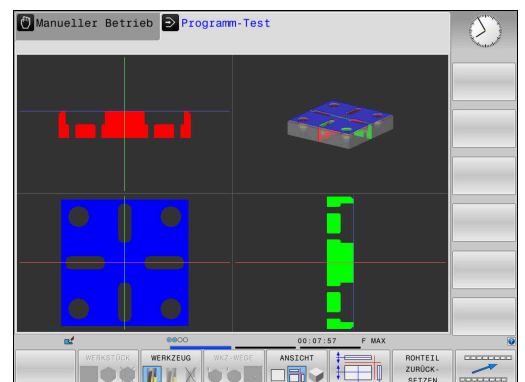 Manueller Betrieb
Programm-Test
00:07:57 F MAX
WERKSTÜCK
WERKZEUG
WKZ-WEGE
ANSICHT
ROHTEIL
ZURÜCK-
SETZEN